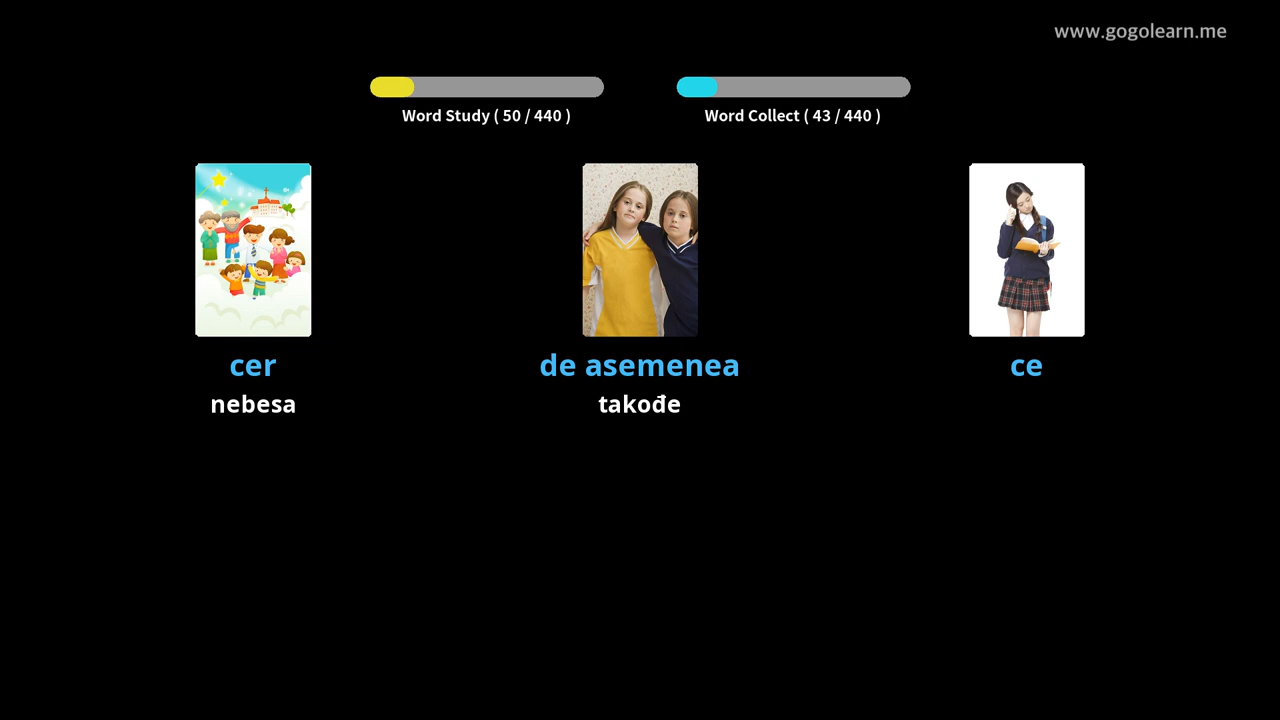 www.gogolearn.me
Word Study ( 50 / 440 )
Word Collect ( 43 / 440 )
cer
de asemenea
ce
nebesa
takođe